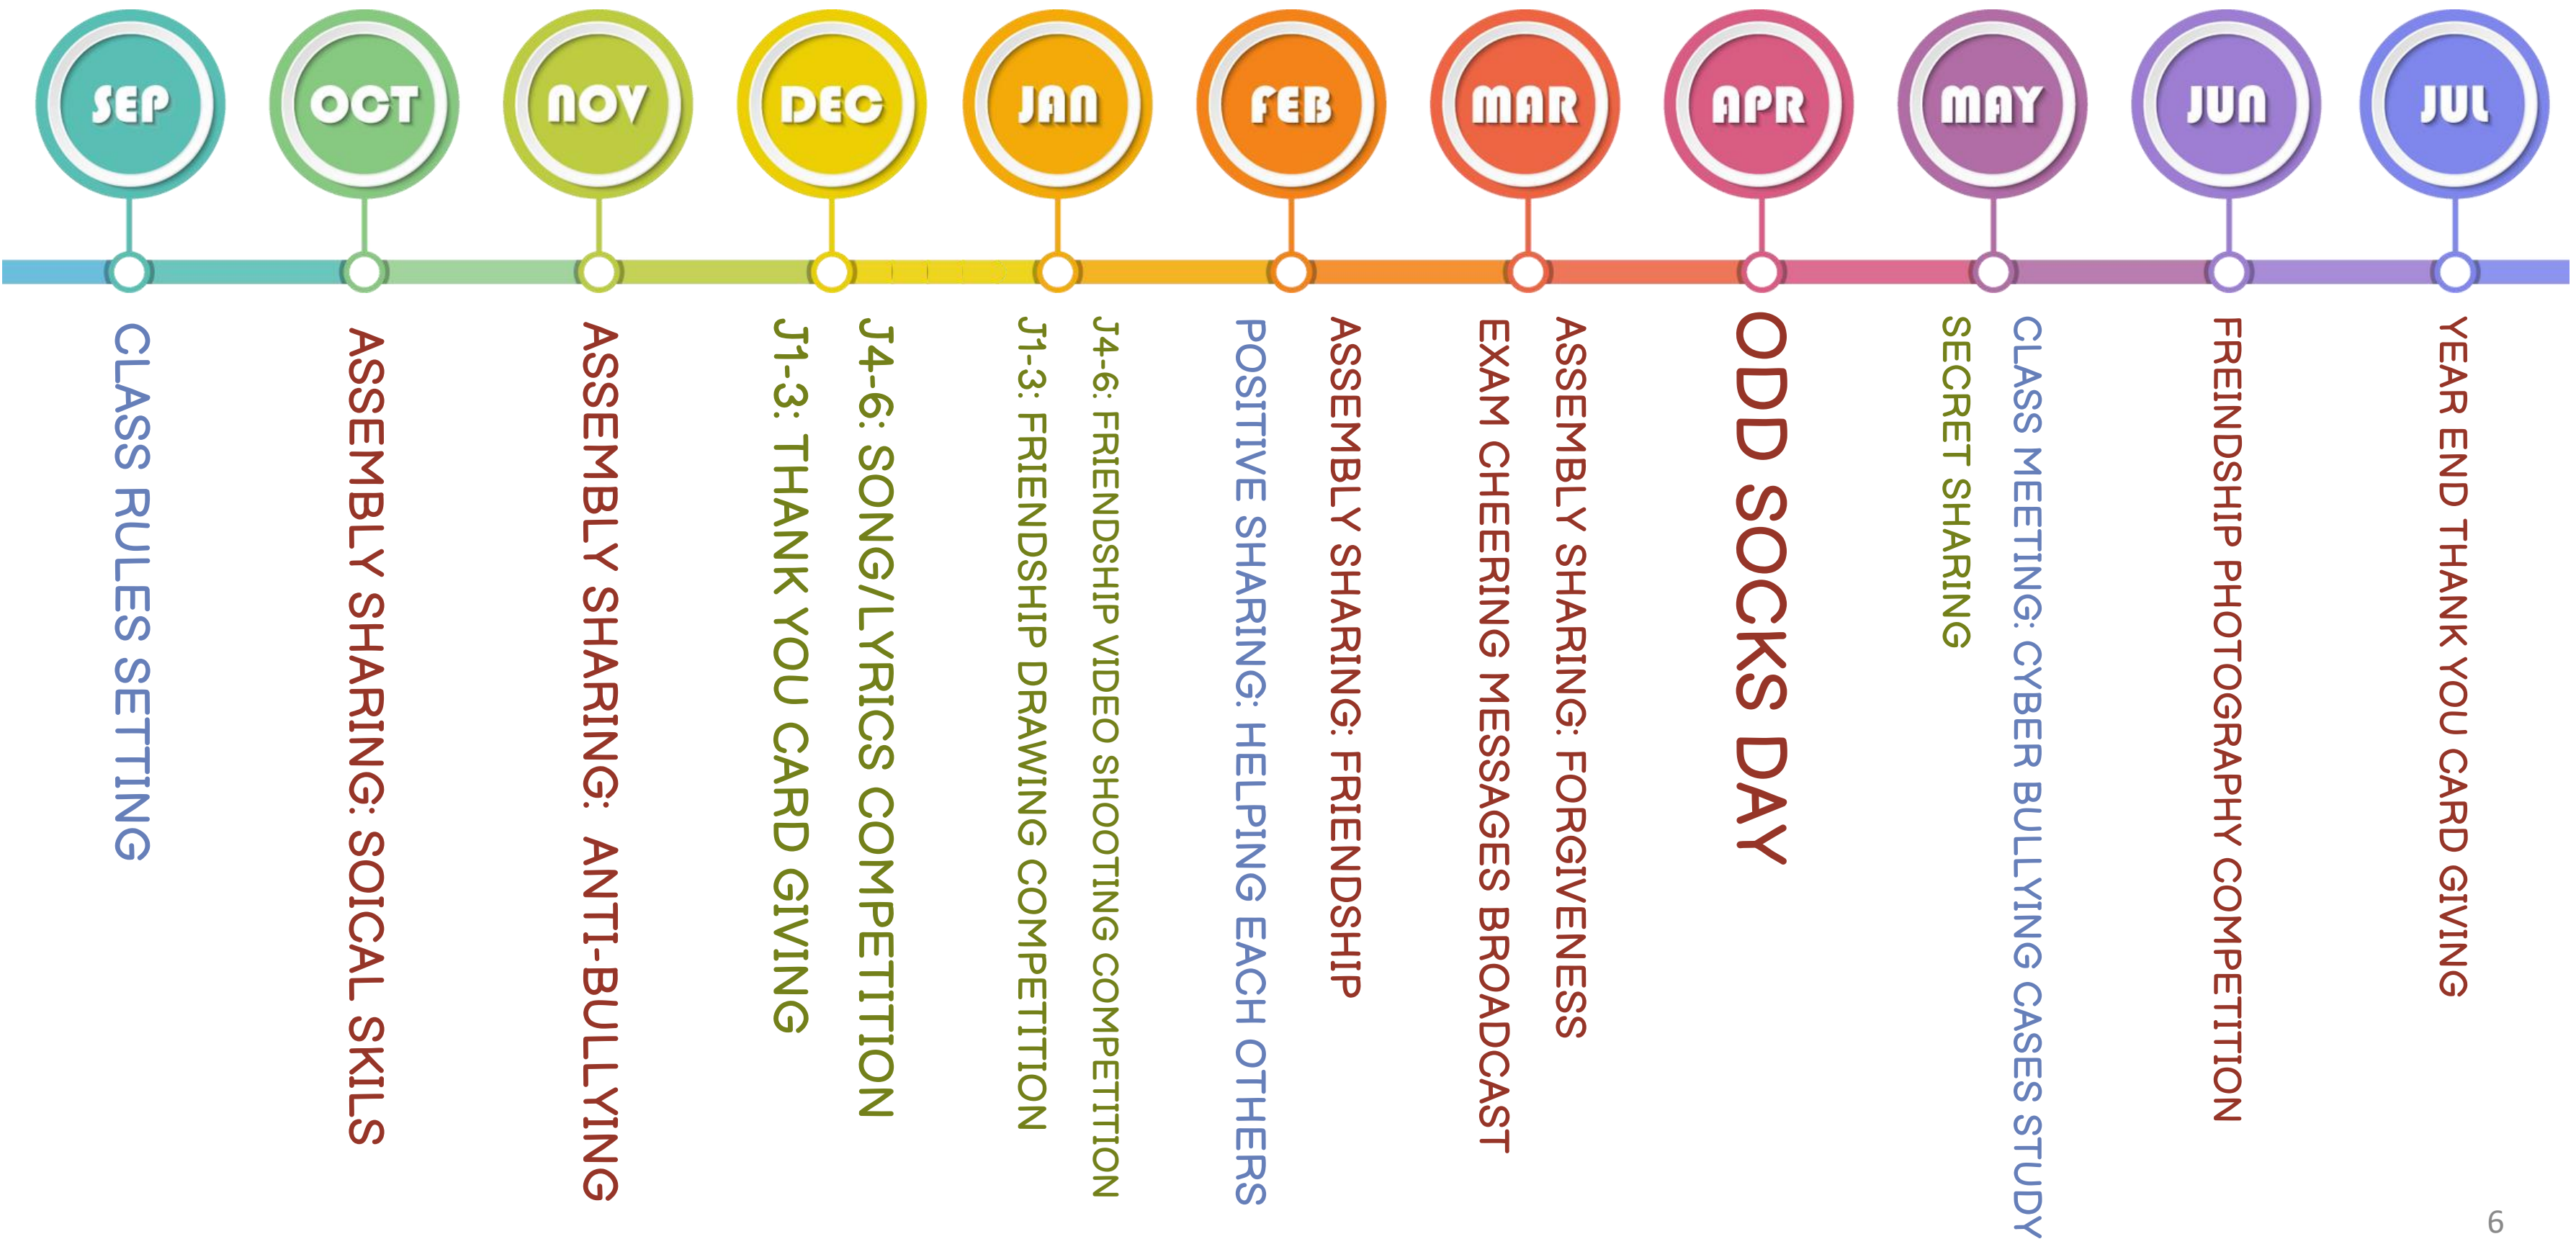 SEP
OCT
NOV
DEC
JAN
FEB
MAR
APR
MAY
JUN
JUL
CLASS RULES SETTING
ASSEMBLY SHARING: SOICAL SKILS
ASSEMBLY SHARING: ANTI-BULLYING
J1-3: THANK YOU CARD GIVING
J4-6: SONG/LYRICS COMPETITION
J1-3: FRIENDSHIP DRAWING COMPETITION
J4-6: FRIENDSHIP VIDEO SHOOTING COMPETITION
POSITIVE SHARING: HELPING EACH OTHERS
ASSEMBLY SHARING: FRIENDSHIP
EXAM CHEERING MESSAGES BROADCAST
ASSEMBLY SHARING: FORGIVENESS
ODD SOCKS DAY
SECRET SHARING
CLASS MEETING: CYBER BULLYING CASES STUDY
FREINDSHIP PHOTOGRAPHY COMPETITION
YEAR END THANK YOU CARD GIVING
6